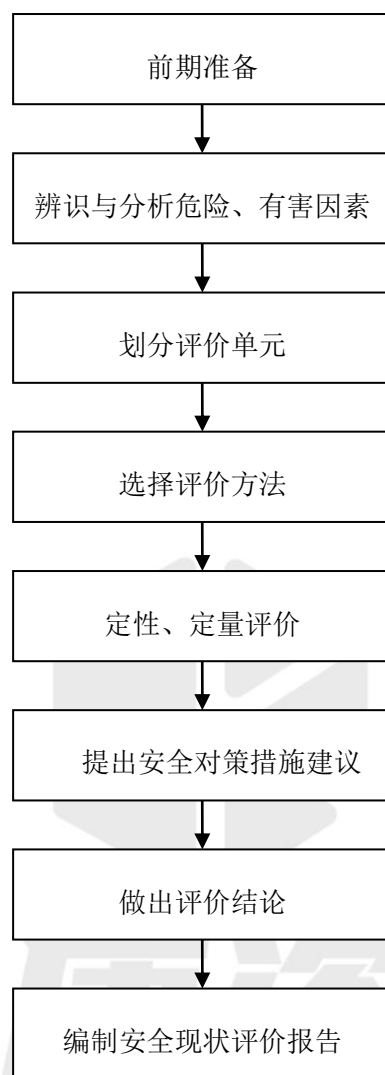 前期准备
辨识与分析危险、有害因素
划分评价单元
选择评价方法
定性、定量评价
提出安全对策措施建议
做出评价结论
编制安全现状评价报告